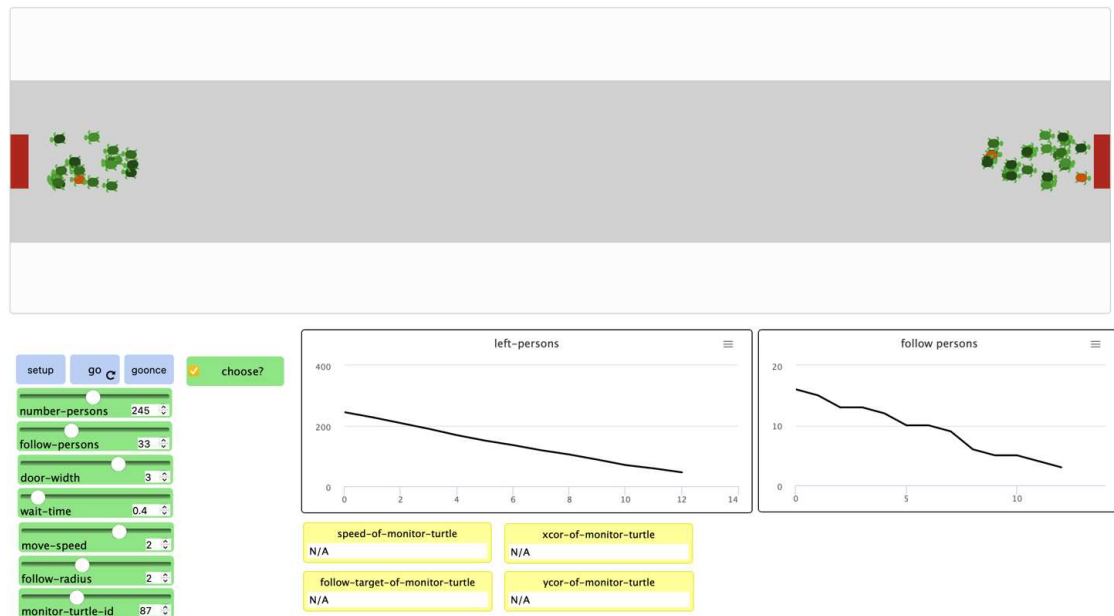 left-persons
400
200
0
0 2 4 6 8 10 12 14
follow persons
20
10
0
0 5 10
setup go goonce
choose?
number-persons 245
follow-persons 33
door-width 3
wait-time 0.4
move-speed 2
follow-radius 2
monitor-turtle-id 87
speed-of-monitor-turtle
N/A
xcor-of-monitor-turtle
N/A
follow-target-of-monitor-turtle
N/A
ycor-of-monitor-turtle
N/A